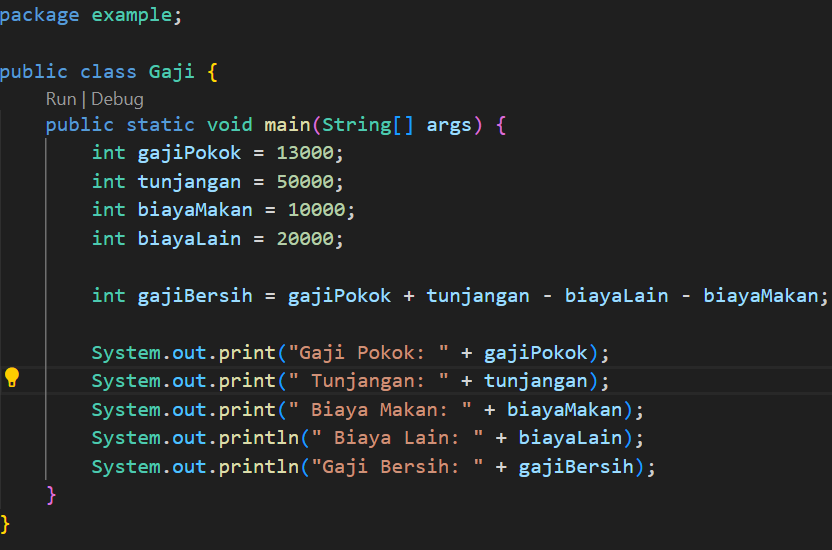 package example;
public class Gaji {
Run | Debug
public static void main(String[] args) {
int gajiPokok = 13000;
int tunjangan = 50000;
int biayaMakan = 10000;
int biayaLain = 20000;
int gajiBersih = gajiPokok + tunjangan - biayaLain - biayaMakan;
System.out.print("Gaji Pokok: " + gajiPokok);
System.out.print(" Tunjangan: " + tunjangan);
System.out.print(" Biaya Makan: " + biayaMakan);
System.out.println(" Biaya Lain: " + biayaLain);
System.out.println("Gaji Bersih: " + gajiBersih);
}
}